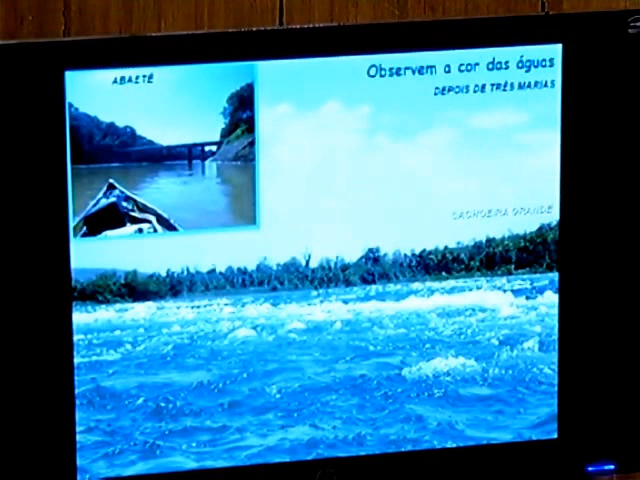 ABAETÉ
Observem a cor das águas
DEPOIS DE TRÊS MARIAS
CACHOEIRA GRANDE